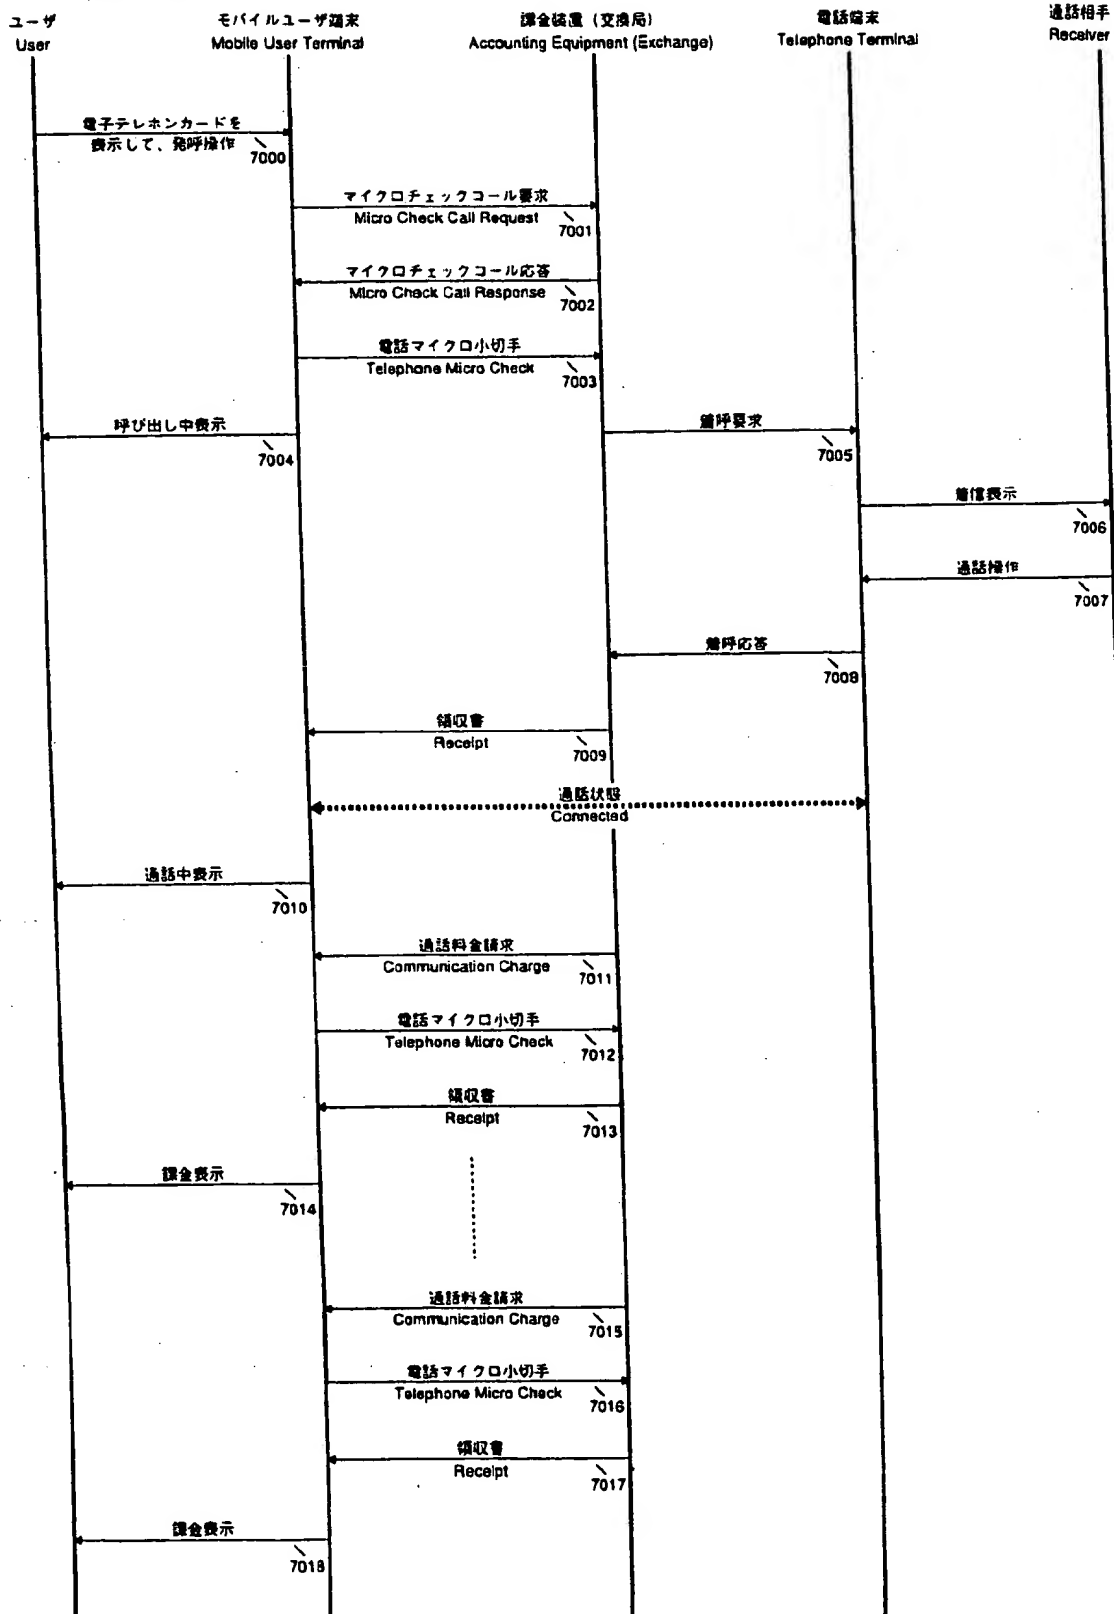 ユーザ
User
モバイルユーザ端末
Mobile User Terminal
課金装置（交換局）
Accounting Equipment (Exchange)
電話端末
Telephone Terminal
通話相手
Receiver
電子テレホンカードを
表示して、発呼操作
7000
マイクロチェックコール要求
Micro Check Call Request
7001
マイクロチェックコール応答
Micro Check Call Response
7002
電話マイクロ小切手
Telephone Micro Check
7003
呼び出し中表示
7004
着呼要求
7005
着信表示
7006
通話操作
7007
着呼応答
7008
領収書
Receipt
7009
通話状態
Connected
通話中表示
7010
通話料金請求
Communication Charge
7011
電話マイクロ小切手
Telephone Micro Check
7012
領収書
Receipt
7013
課金表示
7014
通話料金請求
Communication Charge
7015
電話マイクロ小切手
Telephone Micro Check
7016
領収書
Receipt
7017
課金表示
7018